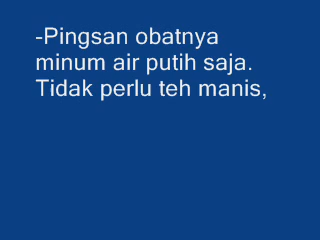 -Pingsan obatnya
minum air putih saja.
Tidak perlu teh manis,